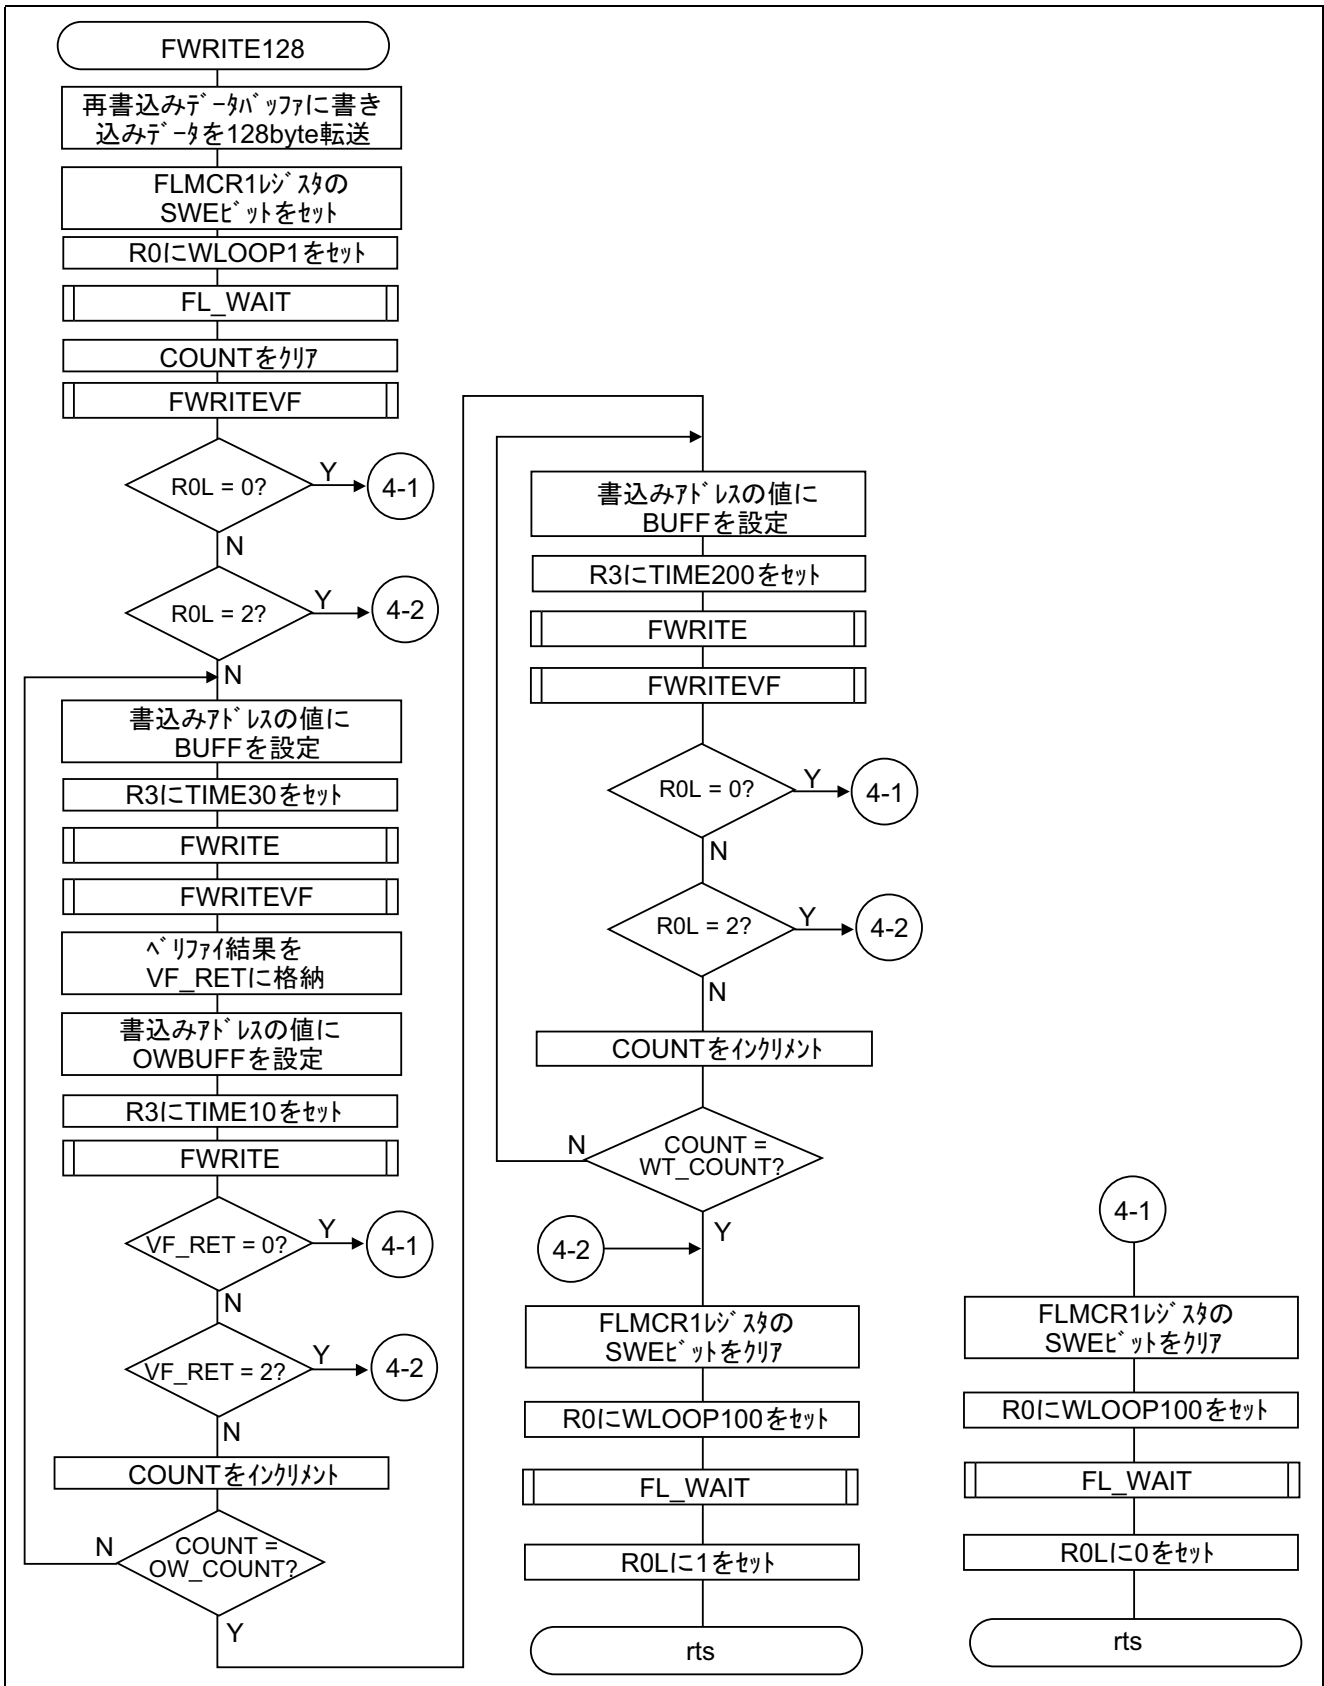 FWRITE128
再書込みﾃﾞｰﾀﾊﾞｯﾌｧに書き
込みﾃﾞｰﾀを128byte転送
FLMCR1ﾚｼﾞｽﾀの
SWEﾋﾞｯﾄをｾｯﾄ
R0にWLOOP1をｾｯﾄ
FL_WAIT
COUNTをｸﾘｱ
FWRITEVF
R0L = 0?
Y
4-1
N
R0L = 2?
Y
4-2
N
書込みｱﾄﾞﾚｽの値に
BUFFを設定
R3にTIME30をｾｯﾄ
FWRITE
FWRITEVF
ﾍﾞﾘﾌｧｲ結果を
VF_RETに格納
書込みｱﾄﾞﾚｽの値に
OWBUFFを設定
R3にTIME10をｾｯﾄ
FWRITE
VF_RET = 0?
Y
4-1
N
VF_RET = 2?
Y
4-2
N
COUNTをｲﾝｸﾘﾒﾝﾄ
COUNT =
OW_COUNT?
N
Y
書込みｱﾄﾞﾚｽの値に
BUFFを設定
R3にTIME200をｾｯﾄ
FWRITE
FWRITEVF
R0L = 0?
Y
4-1
N
R0L = 2?
Y
4-2
N
COUNTをｲﾝｸﾘﾒﾝﾄ
COUNT =
WT_COUNT?
N
Y
4-2
FLMCR1ﾚｼﾞｽﾀの
SWEﾋﾞｯﾄをｸﾘｱ
R0にWLOOP100をｾｯﾄ
FL_WAIT
R0Lに1をｾｯﾄ
rts
4-1
FLMCR1ﾚｼﾞｽﾀの
SWEﾋﾞｯﾄをｸﾘｱ
R0にWLOOP100をｾｯﾄ
FL_WAIT
R0Lに0をｾｯﾄ
rts